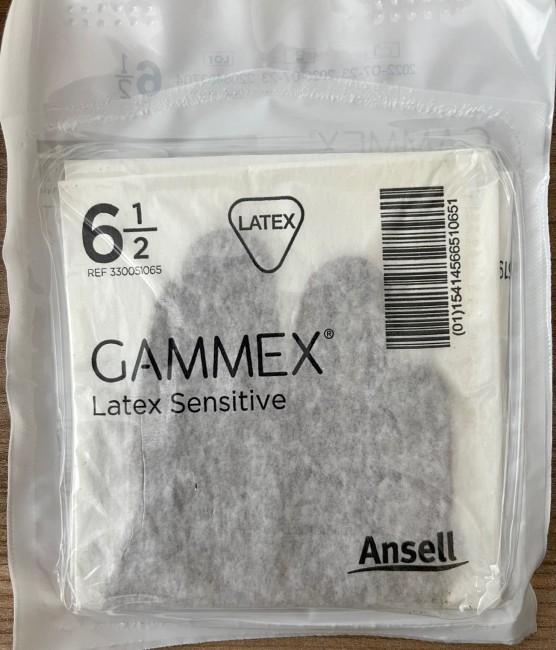 6 1/2
REF 330051065
LATEX
(01)15414566510651
GAMMEX®
Latex Sensitive
Ansell